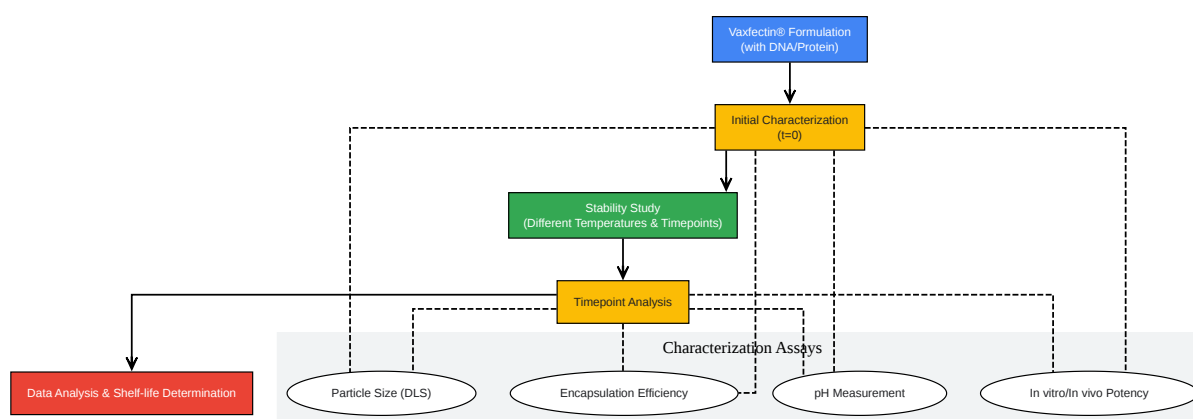 Vaxfectin® Formulation
(with DNA/Protein)
Initial Characterization
(t=0)
Stability Study
(Different Temperatures & Timepoints)
Timepoint Analysis
Characterization Assays
Data Analysis & Shelf-life Determination
Particle Size (DLS)
Encapsulation Efficiency
pH Measurement
In vitro/In vivo Potency